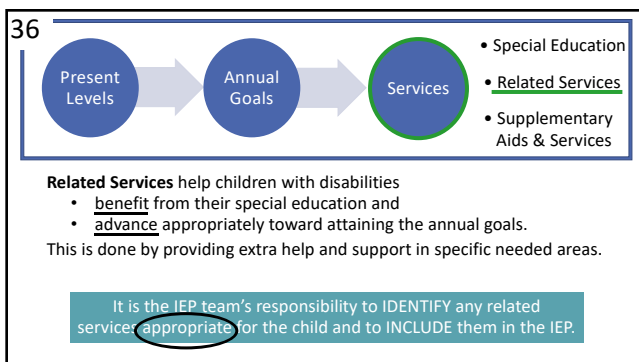 36
Present
Levels
Annual
Goals
Services
• Special Education
• Related Services
• Supplementary
Aids & Services
Related Services help children with disabilities
• benefit from their special education and
• advance appropriately toward attaining the annual goals.
This is done by providing extra help and support in specific needed areas.
It is the IEP team’s responsibility to IDENTIFY any related
services appropriate for the child and to INCLUDE them in the IEP.